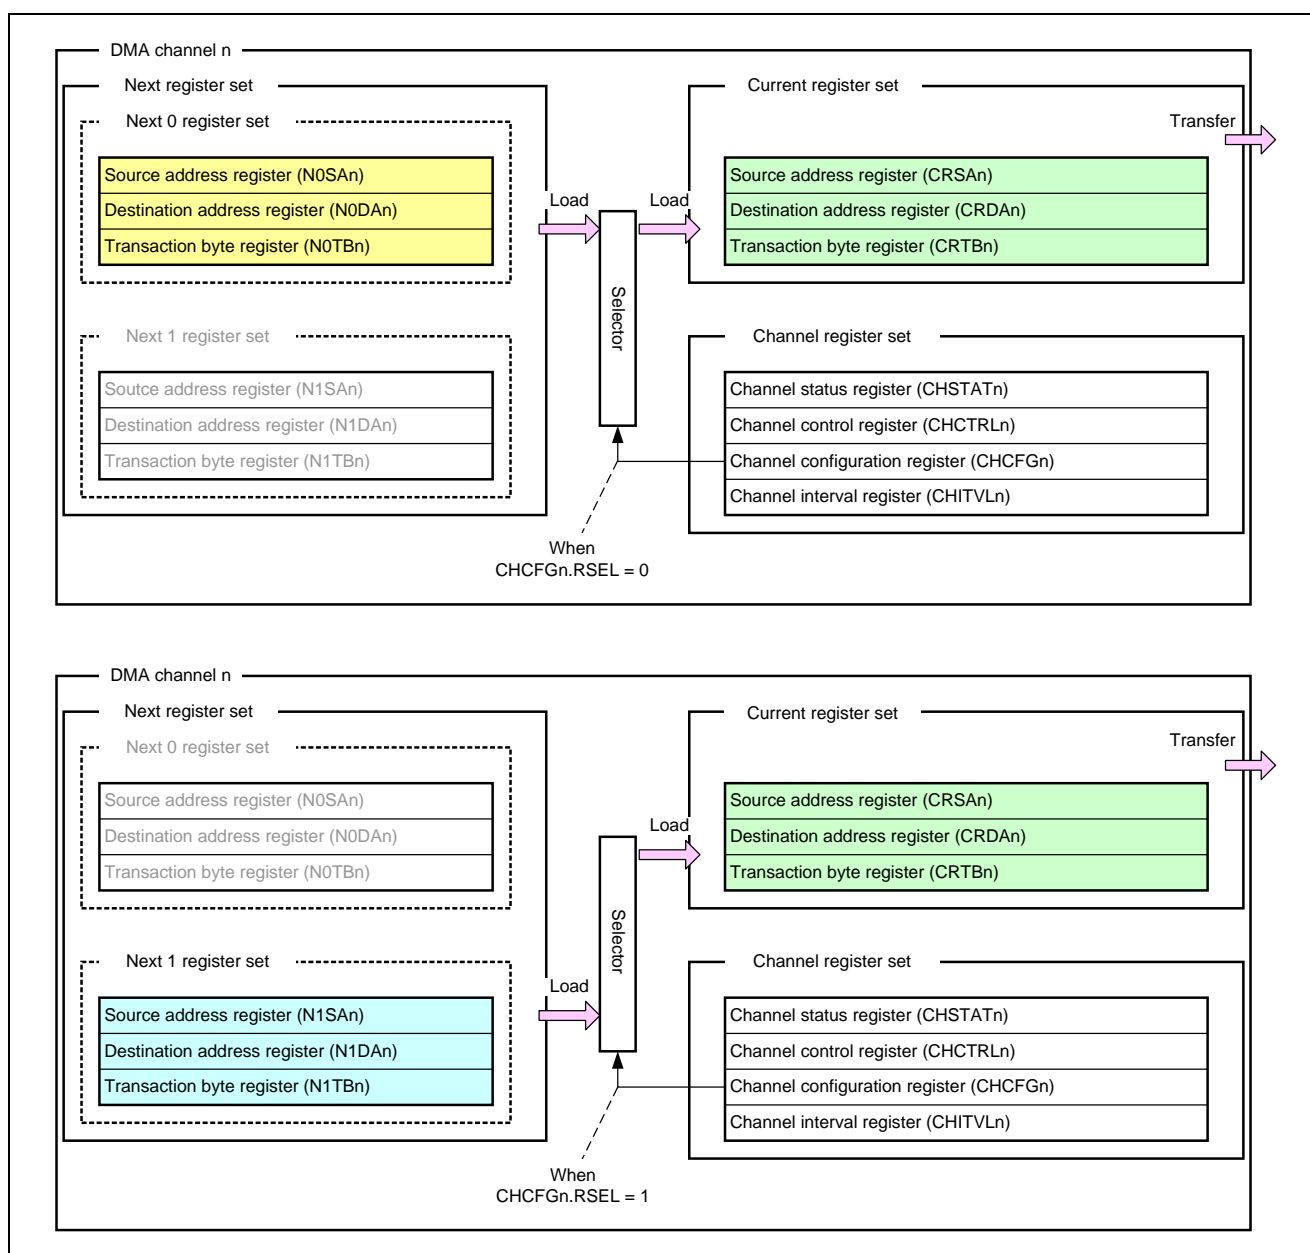 DMA channel n
Next register set
Next 0 register set
Source address register (N0SAn)
Destination address register (N0DAn)
Transaction byte register (N0TBn)
Next 1 register set
Soutce address register (N1SAn)
Destination address register (N1DAn)
Transaction byte register (N1TBn)
Load
Selector
Load
When
CHCFGn.RSEL = 0
Current register set
Transfer
Source address register (CRSAn)
Destination address register (CRDAn)
Transaction byte register (CRTBn)
Channel register set
Channel status register (CHSTATn)
Channel control register (CHCTRLn)
Channel configuration register (CHCFGn)
Channel interval register (CHITVLn)
DMA channel n
Next register set
Next 0 register set
Source address register (N0SAn)
Destination address register (N0DAn)
Transaction byte register (N0TBn)
Next 1 register set
Source address register (N1SAn)
Destination address register (N1DAn)
Transaction byte register (N1TBn)
Load
Selector
Load
When
CHCFGn.RSEL = 1
Current register set
Transfer
Source address register (CRSAn)
Destination address register (CRDAn)
Transaction byte register (CRTBn)
Channel register set
Channel status register (CHSTATn)
Channel control register (CHCTRLn)
Channel configuration register (CHCFGn)
Channel interval register (CHITVLn)